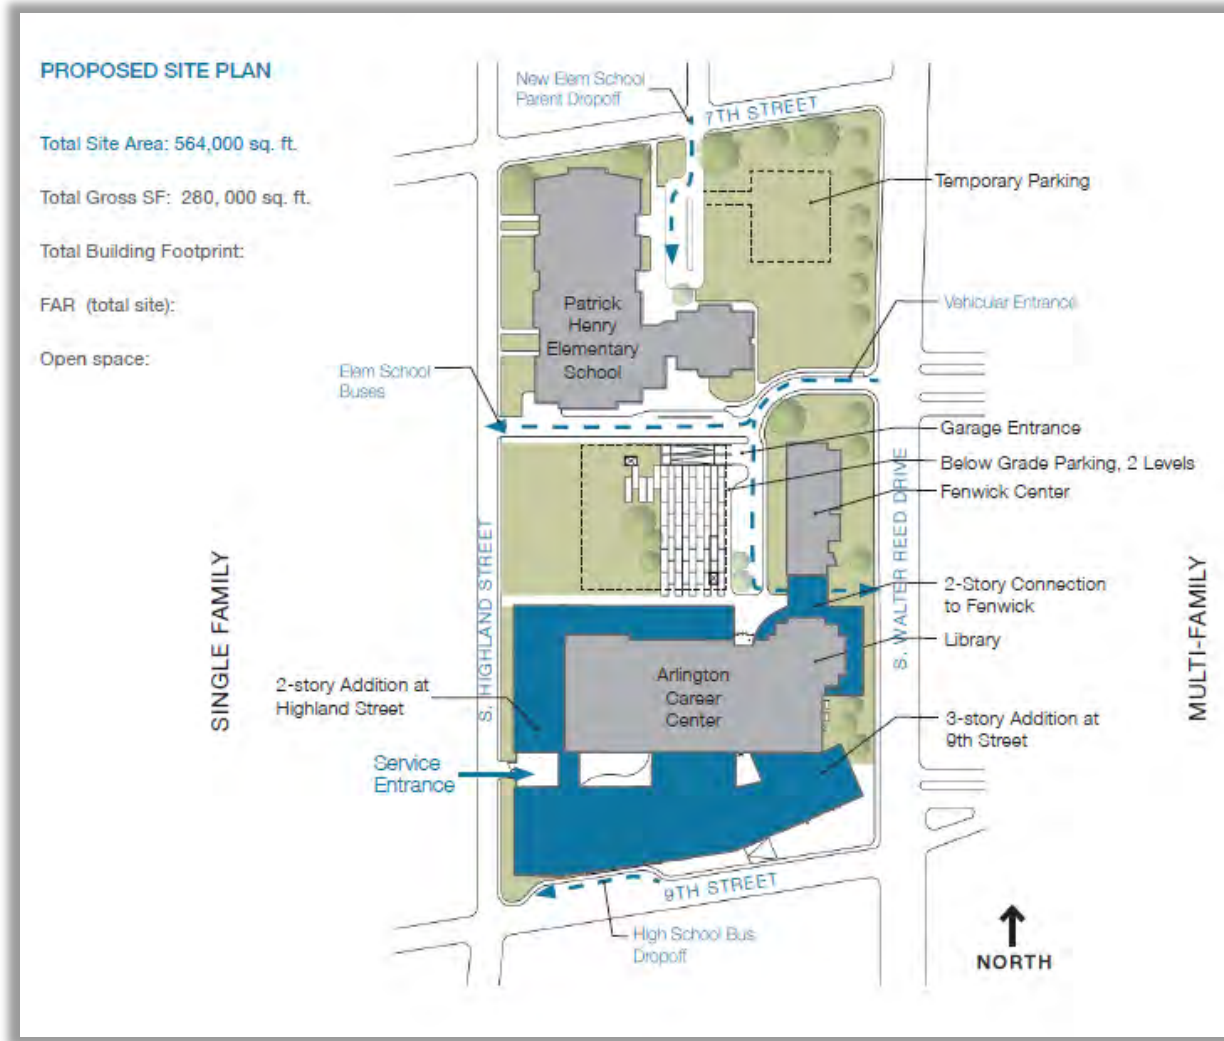 PROPOSED SITE PLAN
Total Site Area: 564,000 sq. ft.
Total Gross SF: 280, 000 sq. ft.
Total Building Footprint:
FAR (total site):
Open space:
New Elem School
Parent Dropoff
7TH STREET
Temporary Parking
Patrick
Henry
Elementary
School
Vehicular Entrance
Elem School
Buses
Garage Entrance
Below Grade Parking, 2 Levels
Fenwick Center
S. HIGHLAND STREET
S. WALTER REED DRIVE
SINGLE FAMILY
MULTI-FAMILY
2-Story Connection
to Fenwick
Library
Arlington
Career
Center
2-story Addition at
Highland Street
3-story Addition at
9th Street
Service
Entrance
9TH STREET
High School Bus
Dropoff
NORTH